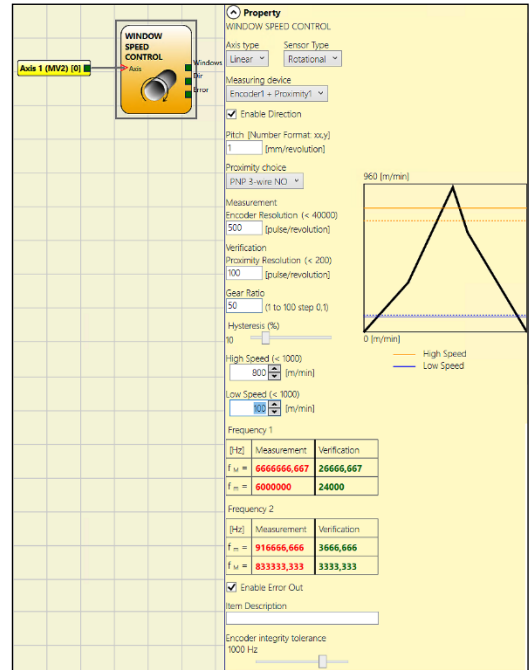 Axis 1 (MV2) [0]
WINDOW
SPEED
CONTROL
Axis
Windows
Dir
Error
Property
WINDOW SPEED CONTROL
Axis type Sensor Type
Linear Rotational
Measuring device
Encoder1 + Proximity1
Enable Direction
Pitch [Number Format: xx,y]
1 [mm/revolution]
Proximity choice
PNP 3-wire NO
Measurement
Encoder Resolution (< 40000)
500 [pulse/revolution]
Verification
Proximity Resolution (< 200)
100 [pulse/revolution]
Gear Ratio
50 (1 to 100 step 0,1)
Hysteresis (%)
10
High Speed (< 1000)
800 [m/min]
Low Speed (< 1000)
100 [m/min]
960 [m/min]
0 [m/min]
High Speed
Low Speed
Frequency 1
[Hz] Measurement Verification
f M = 6666666,667 26666,667
f m = 6000000 24000
Frequency 2
[Hz] Measurement Verification
f m = 916666,666 3666,666
f M = 833333,333 3333,333
Enable Error Out
Item Description
Encoder integrity tolerance
1000 Hz